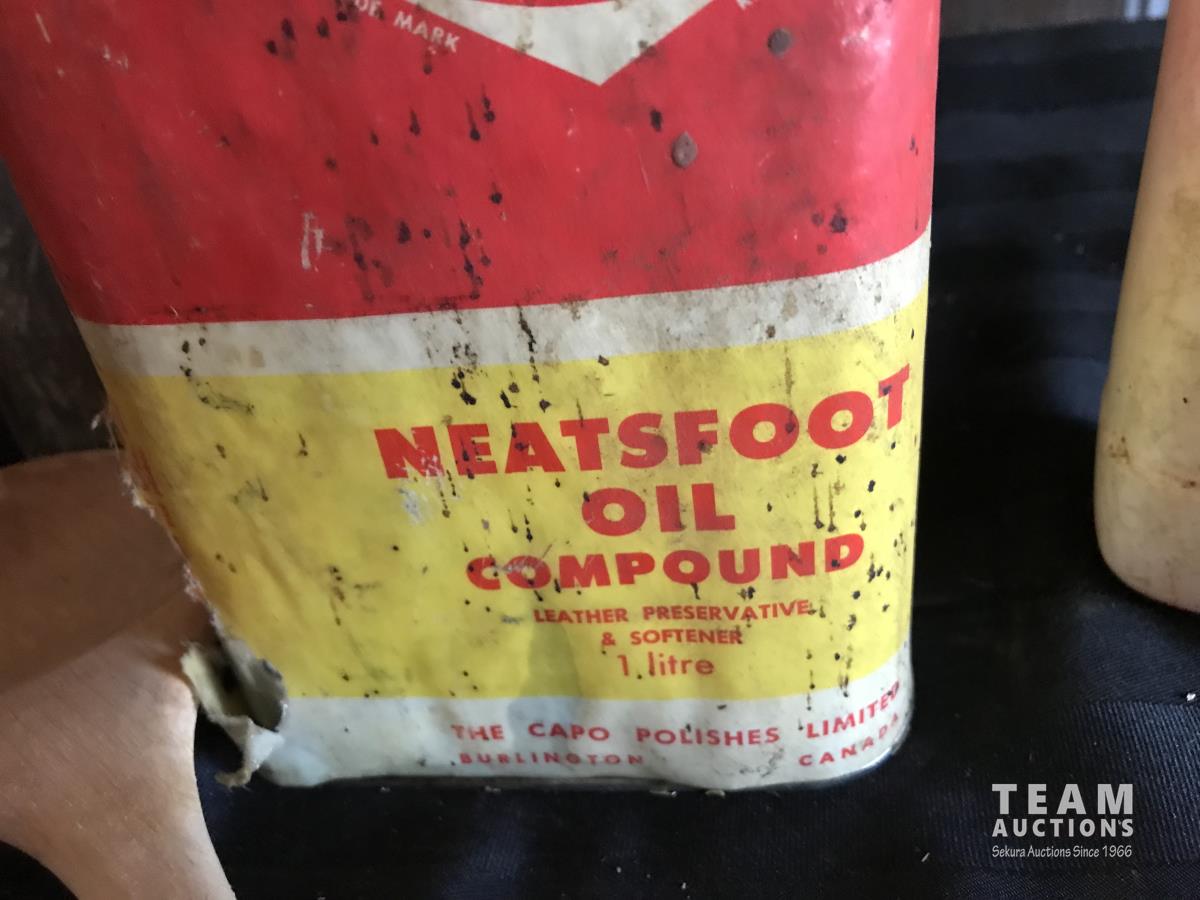 DE MARK
NEATSFOOT
OIL
COMPOUND
LEATHER PRESERVATIVE
& SOFTENER
1 litre
THE CAPO POLISHES LIMITED
BURLINGTON CANADA
TEAM
AUCTIONS
Sekura Auctions Since 1966